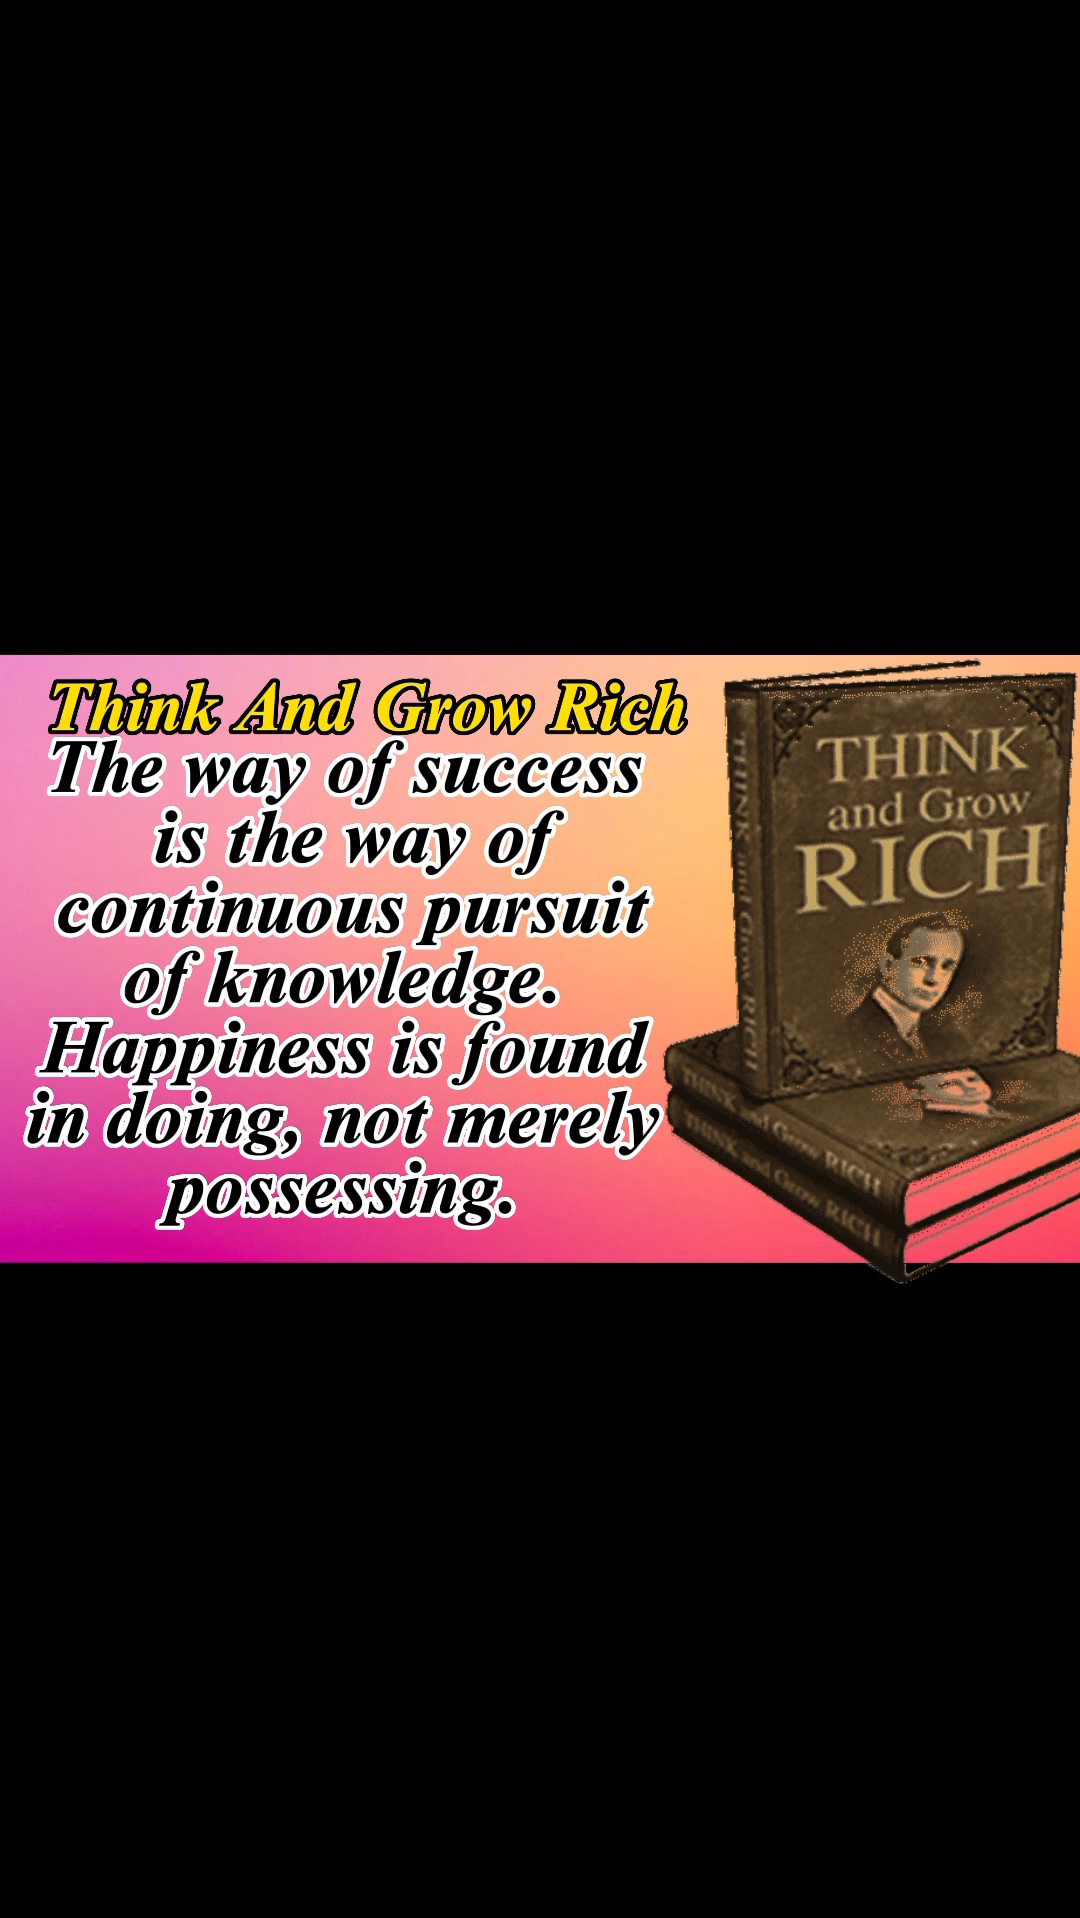 Think And Grow Rich
The way of success
is the way of
continuous pursuit
of knowledge.
Happiness is found
in doing, not merely
possessing.
THINK
and Grow
RICH
THINK and Grow RICH
THINK and Grow RICH
THINK and Grow RICH